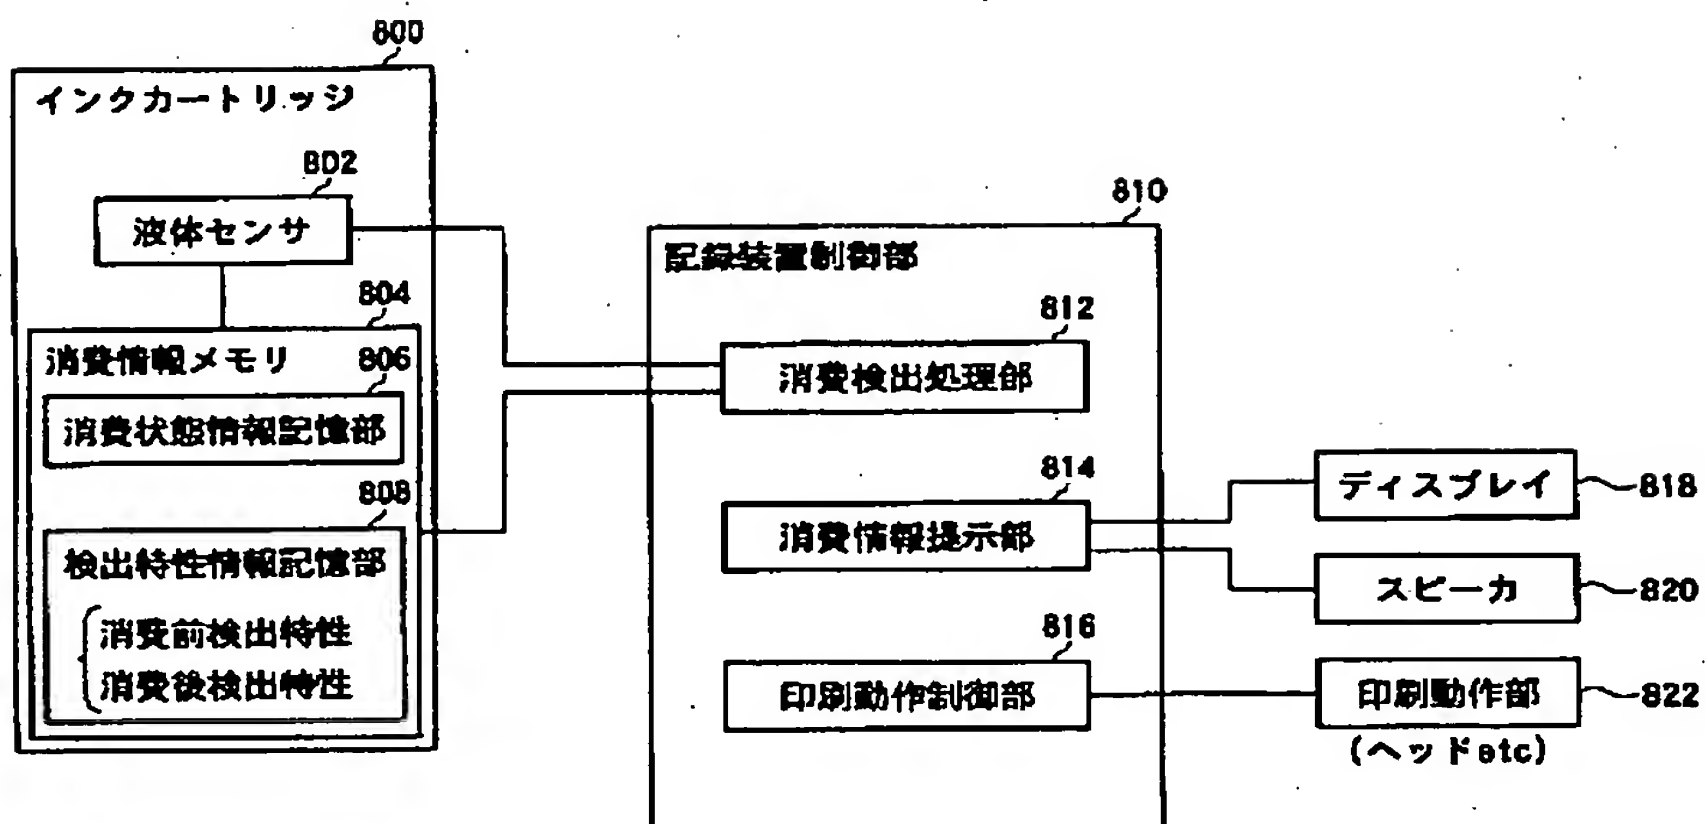 800
インクカートリッジ
802
液体センサ
804
消費情報メモリ
806
消費状態情報記憶部
808
検出特性情報記憶部
消費前検出特性
消費後検出特性
810
記録装置制御部
812
消費検出処理部
814
消費情報提示部
816
印刷動作制御部
ディスプレイ 818
スピーカ 820
印刷動作部 822
(ヘッドetc)